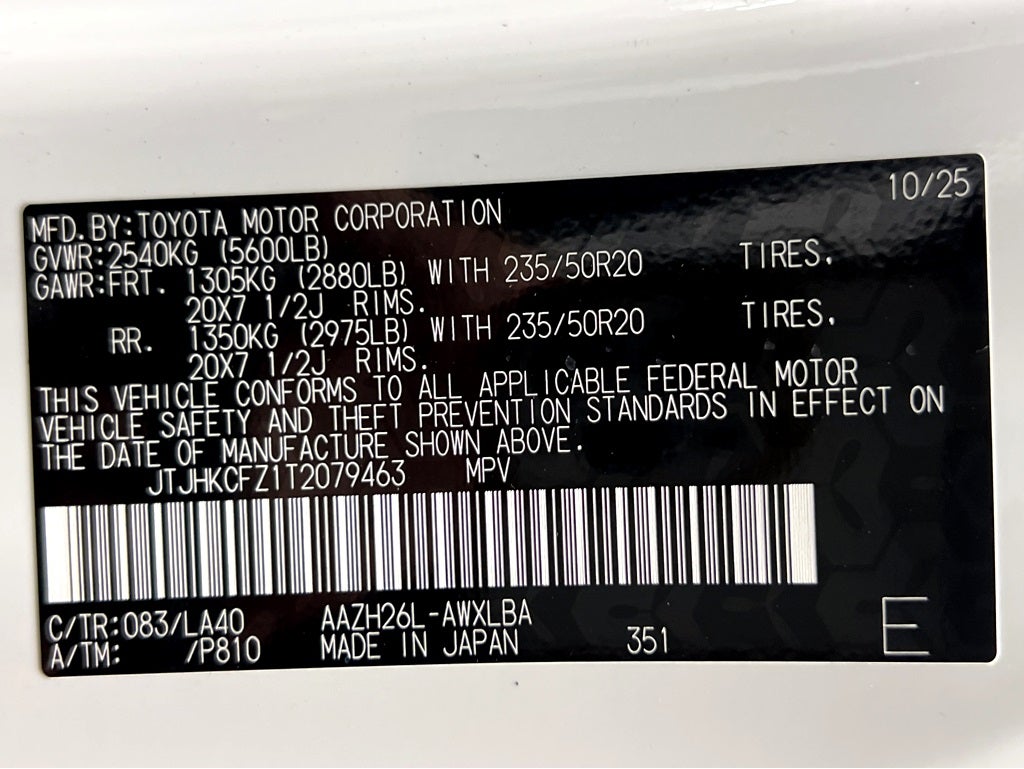 10/25
MFD.BY:TOYOTA MOTOR CORPORATION
GVWR:2540KG (5600LB)
GAWR:FRT. 1305KG (2880LB) WITH 235/50R20 TIRES.
20X7 1/2J RIMS.
RR. 1350KG (2975LB) WITH 235/50R20 TIRES.
20X7 1/2J RIMS.
THIS VEHICLE CONFORMS TO ALL APPLICABLE FEDERAL MOTOR
VEHICLE SAFETY AND THEFT PREVENTION STANDARDS IN EFFECT ON
THE DATE OF MANUFACTURE SHOWN ABOVE.
JTJHKCFZ1T2079463 MPV
C/TR:083/LA40 AAZH26L-AWXLBA
A/TM: /P810 MADE IN JAPAN 351 E